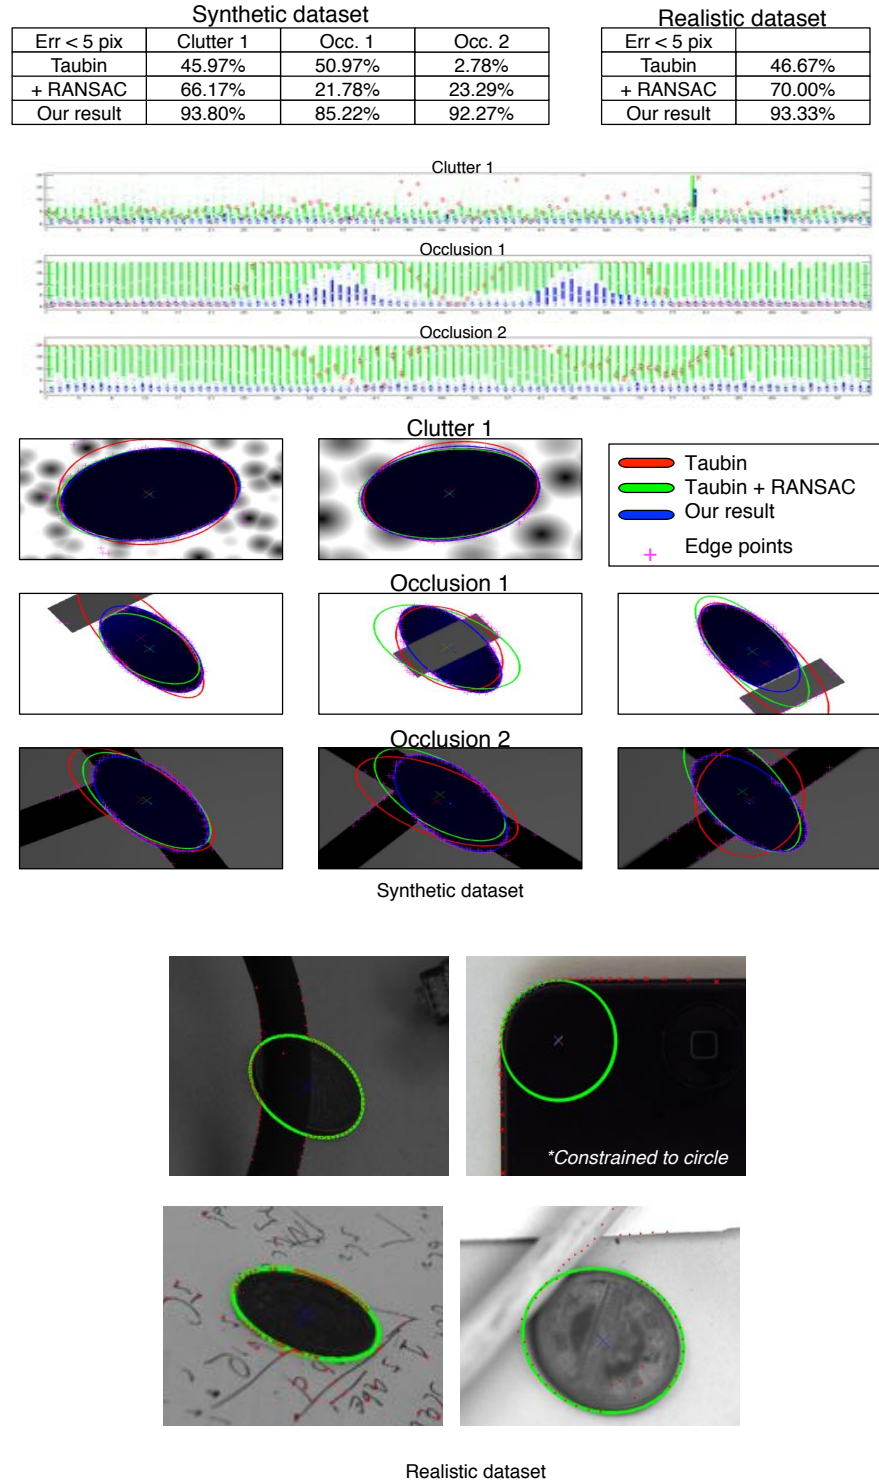 Synthetic dataset
Err < 5 pix Clutter 1 Occ. 1 Occ. 2
Taubin 45.97% 50.97% 2.78%
+ RANSAC 66.17% 21.78% 23.29%
Our result 93.80% 85.22% 92.27%
Realistic dataset
Err < 5 pix
Taubin 46.67%
+ RANSAC 70.00%
Our result 93.33%
Clutter 1
Occlusion 1
Occlusion 2
Clutter 1
Taubin
Taubin + RANSAC
Our result
Edge points
Occlusion 1
Occlusion 2
Synthetic dataset
*Constrained to circle
Realistic dataset